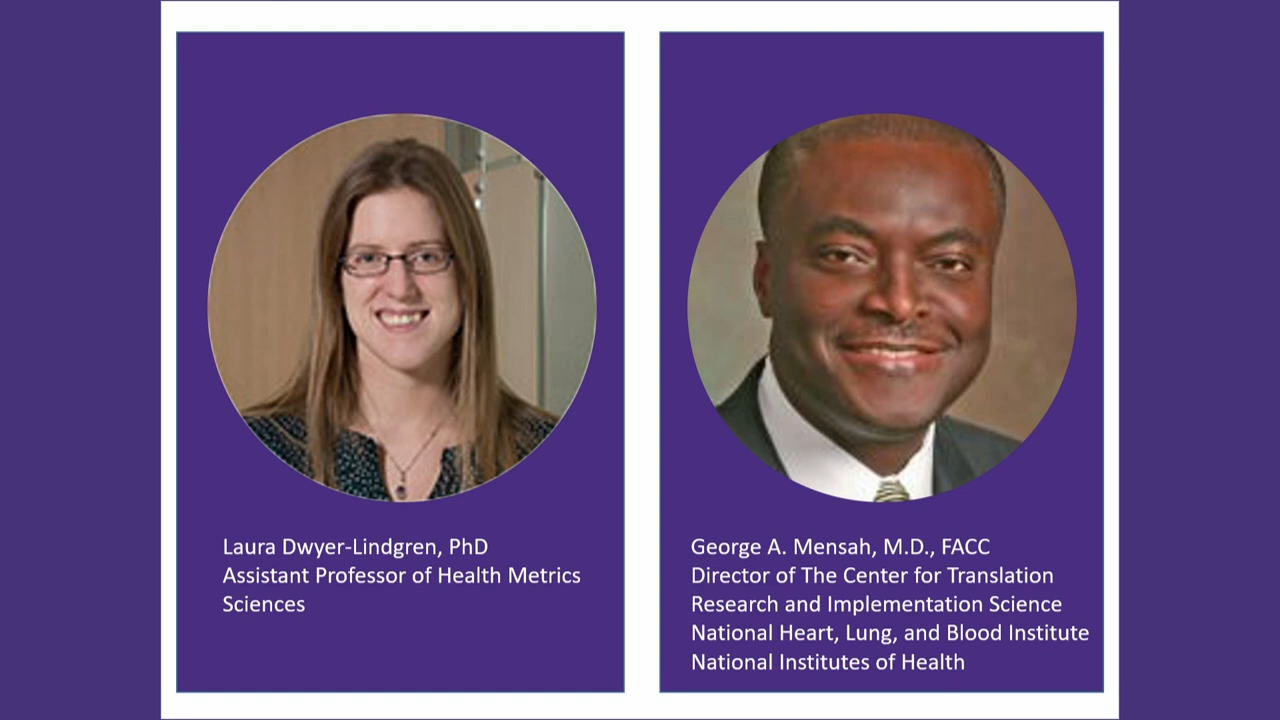 Laura Dwyer-Lindgren, PhD
Assistant Professor of Health Metrics
Sciences
George A. Mensah, M.D., FACC
Director of The Center for Translation
Research and Implementation Science
National Heart, Lung, and Blood Institute
National Institutes of Health